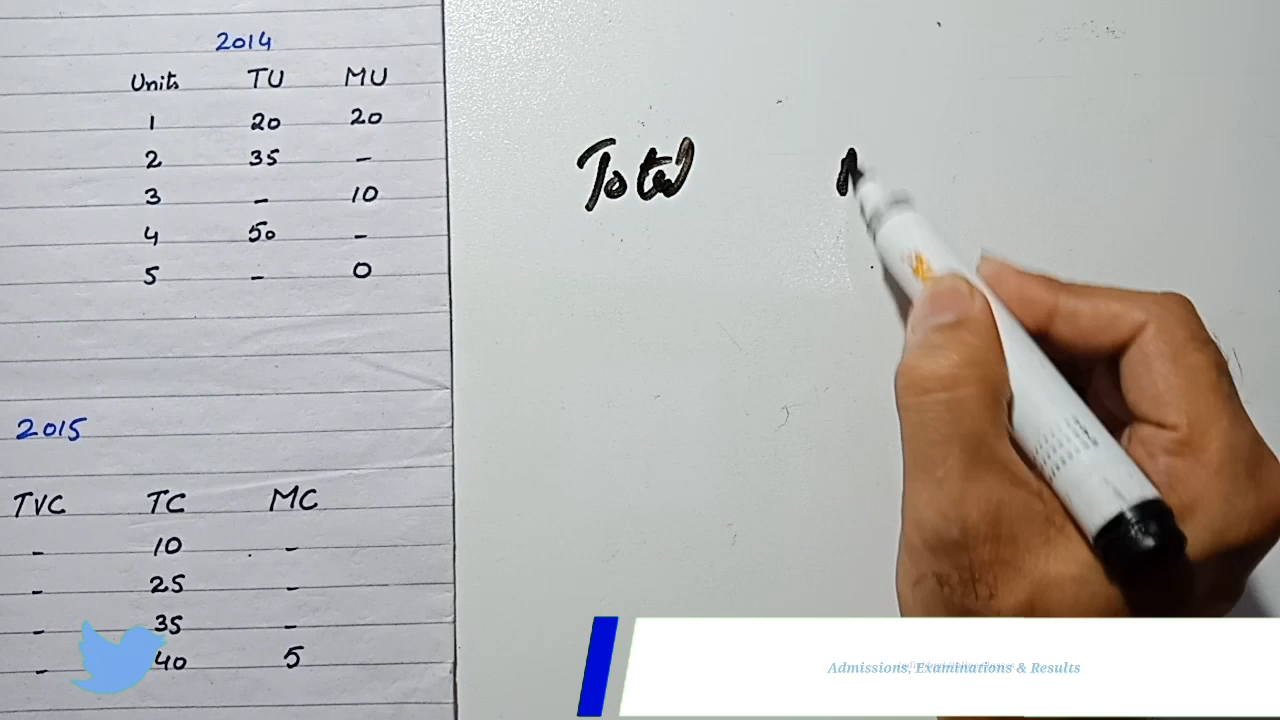 2014
Units TU MU
1 20 20
2 35 -
3 - 10
4 50 -
5 - 0
2015
TVC TC MC
- 10 -
- 25 -
- 35 -
- 40 5
Total
Admissions, Examinations & Results